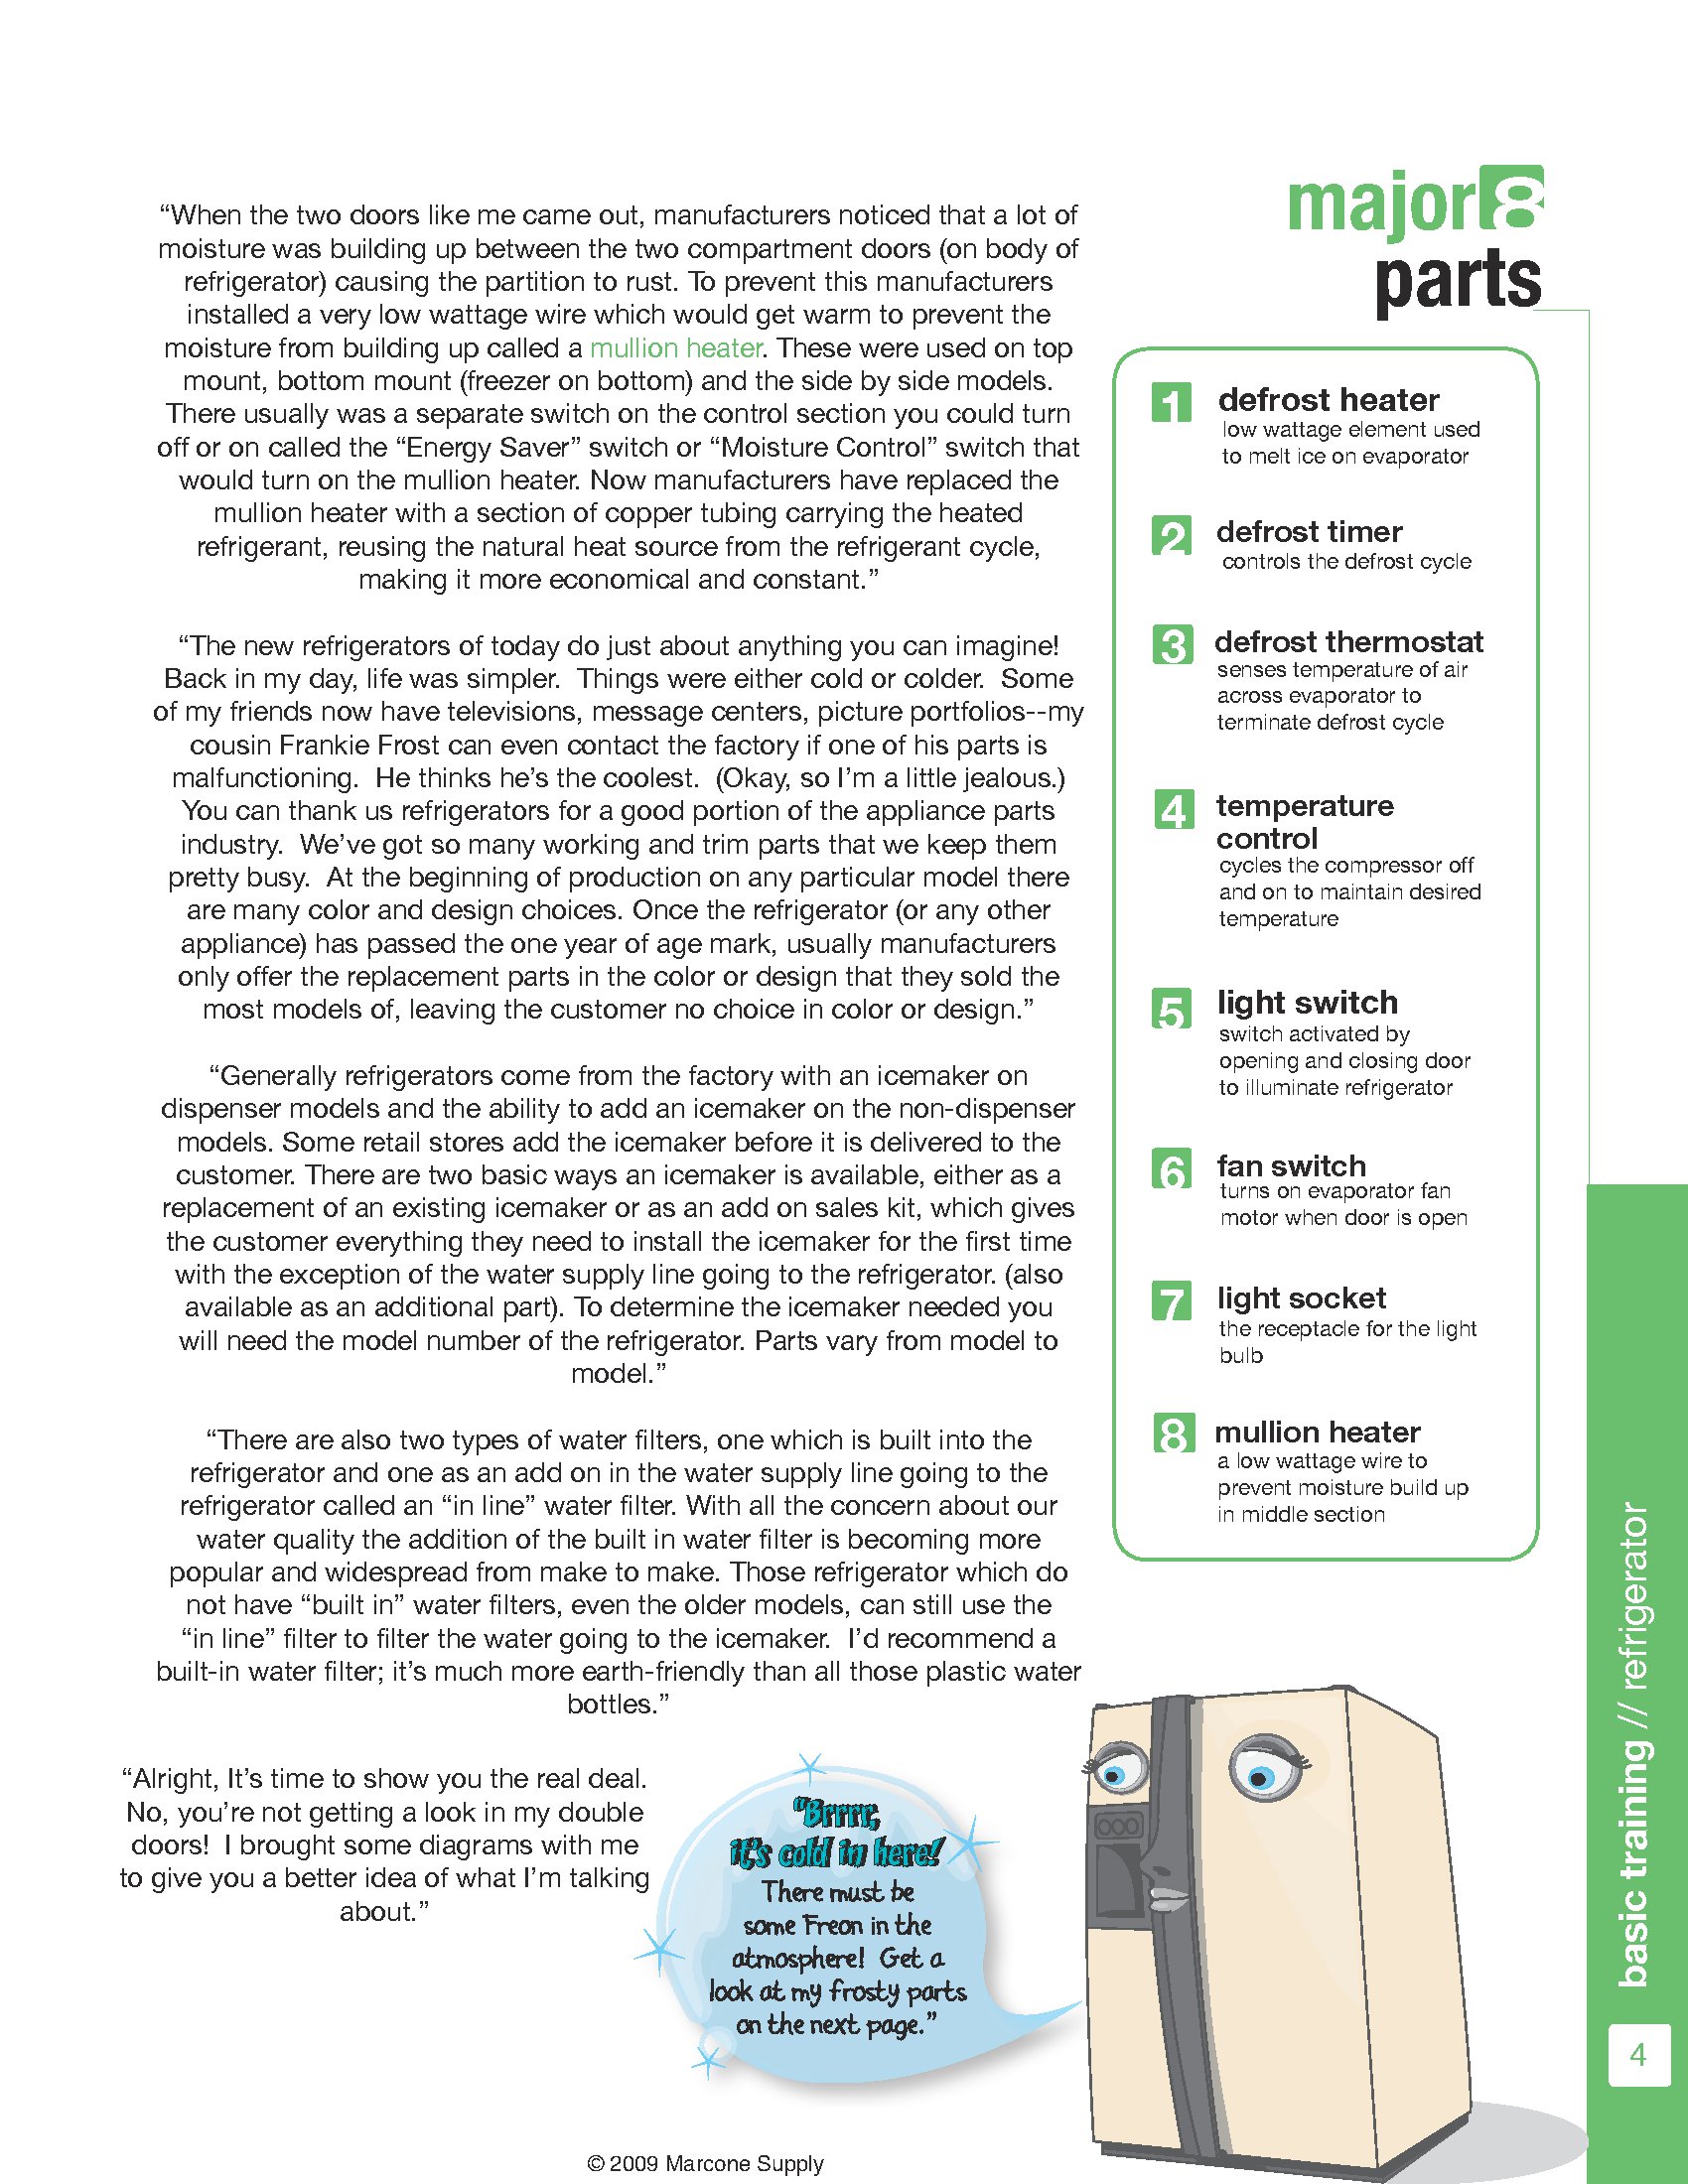 “When the two doors like me came out, manufacturers noticed that a lot of
moisture was building up between the two compartment doors (on body of
refrigerator) causing the partition to rust. To prevent this manufacturers
installed a very low wattage wire which would get warm to prevent the
moisture from building up called a mullion heater. These were used on top
mount, bottom mount (freezer on bottom) and the side by side models.
There usually was a separate switch on the control section you could turn
off or on called the “Energy Saver” switch or “Moisture Control” switch that
would turn on the mullion heater. Now manufacturers have replaced the
mullion heater with a section of copper tubing carrying the heated
refrigerant, reusing the natural heat source from the refrigerant cycle,
making it more economical and constant.”
“The new refrigerators of today do just about anything you can imagine!
Back in my day, life was simpler.  Things were either cold or colder.  Some
of my friends now have televisions, message centers, picture portfolios--my
cousin Frankie Frost can even contact the factory if one of his parts is
malfunctioning.  He thinks he’s the coolest.  (Okay, so I’m a little jealous.)
You can thank us refrigerators for a good portion of the appliance parts
industry.  We’ve got so many working and trim parts that we keep them
pretty busy.  At the beginning of production on any particular model there
are many color and design choices. Once the refrigerator (or any other
appliance) has passed the one year of age mark, usually manufacturers
only offer the replacement parts in the color or design that they sold the
most models of, leaving the customer no choice in color or design.”
“Generally refrigerators come from the factory with an icemaker on
dispenser models and the ability to add an icemaker on the non-dispenser
models. Some retail stores add the icemaker before it is delivered to the
customer. There are two basic ways an icemaker is available, either as a
replacement of an existing icemaker or as an add on sales kit, which gives
the customer everything they need to install the icemaker for the first time
with the exception of the water supply line going to the refrigerator. (also
available as an additional part). To determine the icemaker needed you
will need the model number of the refrigerator. Parts vary from model to
model.”
“There are also two types of water filters, one which is built into the
refrigerator and one as an add on in the water supply line going to the
refrigerator called an “in line” water filter. With all the concern about our
water quality the addition of the built in water filter is becoming more
popular and widespread from make to make. Those refrigerator which do
not have “built in” water filters, even the older models, can still use the
“in line” filter to filter the water going to the icemaker.  I’d recommend a
built-in water filter; it’s much more earth-friendly than all those plastic water
bottles.”
“Alright, It’s time to show you the real deal.
No, you’re not getting a look in my double
doors!  I brought some diagrams with me
to give you a better idea of what I’m talking
about.”
“Brrrr,
it’s cold in here!
There must be
some Freon in the
atmosphere!  Get a
look at my frosty parts
on the next page.”
major 8
parts
1 defrost heater
low wattage element used
to melt ice on evaporator
2 defrost timer
controls the defrost cycle
3 defrost thermostat
senses temperature of air
across evaporator to
terminate defrost cycle
4 temperature
control
cycles the compressor off
and on to maintain desired
temperature
5 light switch
switch activated by
opening and closing door
to illuminate refrigerator
6 fan switch
turns on evaporator fan
motor when door is open
7 light socket
the receptacle for the light
bulb
8 mullion heater
a low wattage wire to
prevent moisture build up
in middle section
basic training // refrigerator
4
© 2009 Marcone Supply